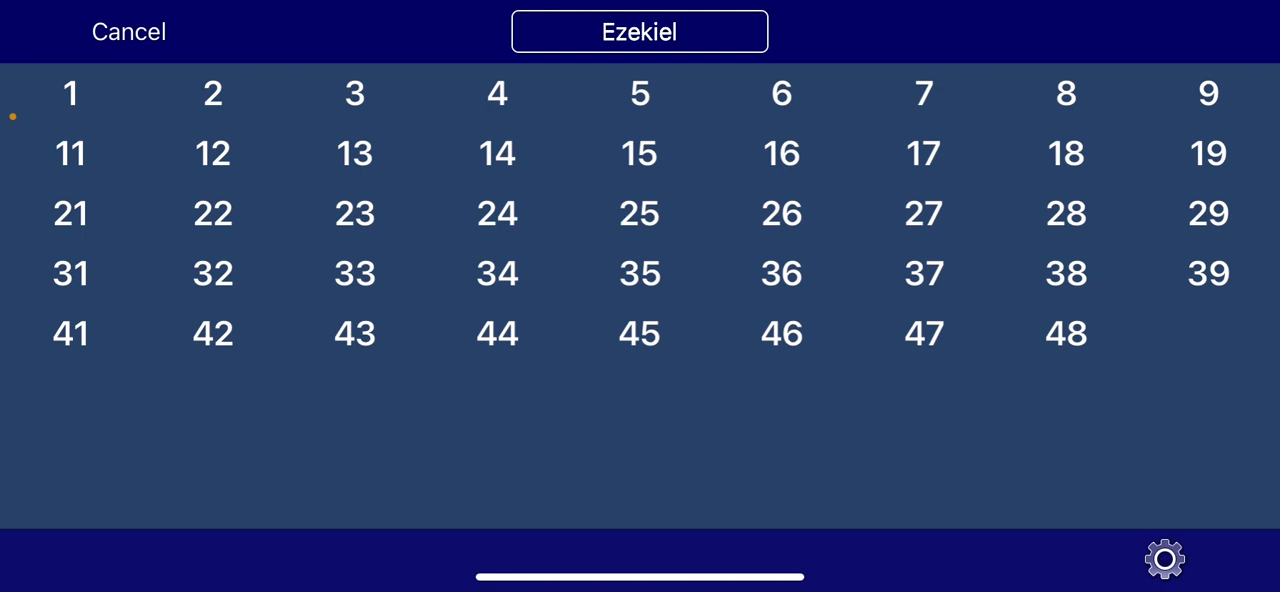 Cancel Ezekiel
1 2 3 4 5 6 7 8 9
11 12 13 14 15 16 17 18 19
21 22 23 24 25 26 27 28 29
31 32 33 34 35 36 37 38 39
41 42 43 44 45 46 47 48